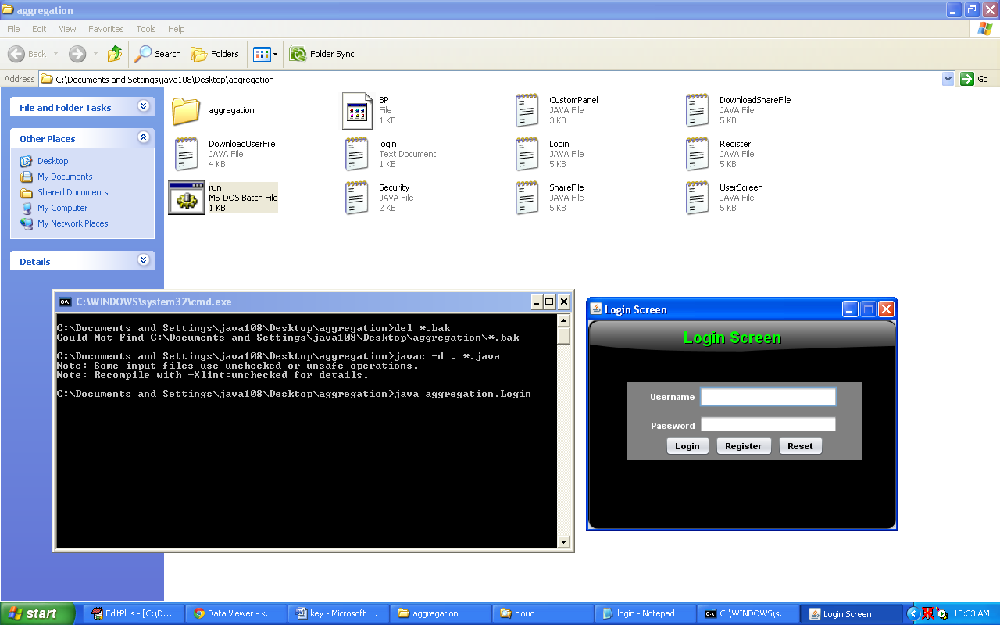 aggregation
File Edit View Favorites Tools Help
Back Search Folders Folder Sync
Address C:\Documents and Settings\java108\Desktop\aggregation Go
File and Folder Tasks
Other Places
Desktop
My Documents
Shared Documents
My Computer
My Network Places
Details
aggregation
BP
File
1 KB
CustomPanel
JAVA File
3 KB
DownloadShareFile
JAVA File
5 KB
DownloadUserFile
JAVA File
4 KB
login
Text Document
1 KB
Login
JAVA File
5 KB
Register
JAVA File
5 KB
run
MS-DOS Batch File
1 KB
Security
JAVA File
2 KB
ShareFile
JAVA File
5 KB
UserScreen
JAVA File
5 KB
C:\WINDOWS\system32\cmd.exe
C:\Documents and Settings\java108\Desktop\aggregation>del *.bak
Could Not Find C:\Documents and Settings\java108\Desktop\aggregation\*.bak
C:\Documents and Settings\java108\Desktop\aggregation>javac -d . *.java
Note: Some input files use unchecked or unsafe operations.
Note: Recompile with -Xlint:unchecked for details.
C:\Documents and Settings\java108\Desktop\aggregation>java aggregation.Login
Login Screen
Login Screen
Username
Password
Login Register Reset
start EditPlus - [C:\D... Data Viewer - k... key - Microsoft ... aggregation cloud login - Notepad C:\WINDOWS\s... Login Screen 10:33 AM